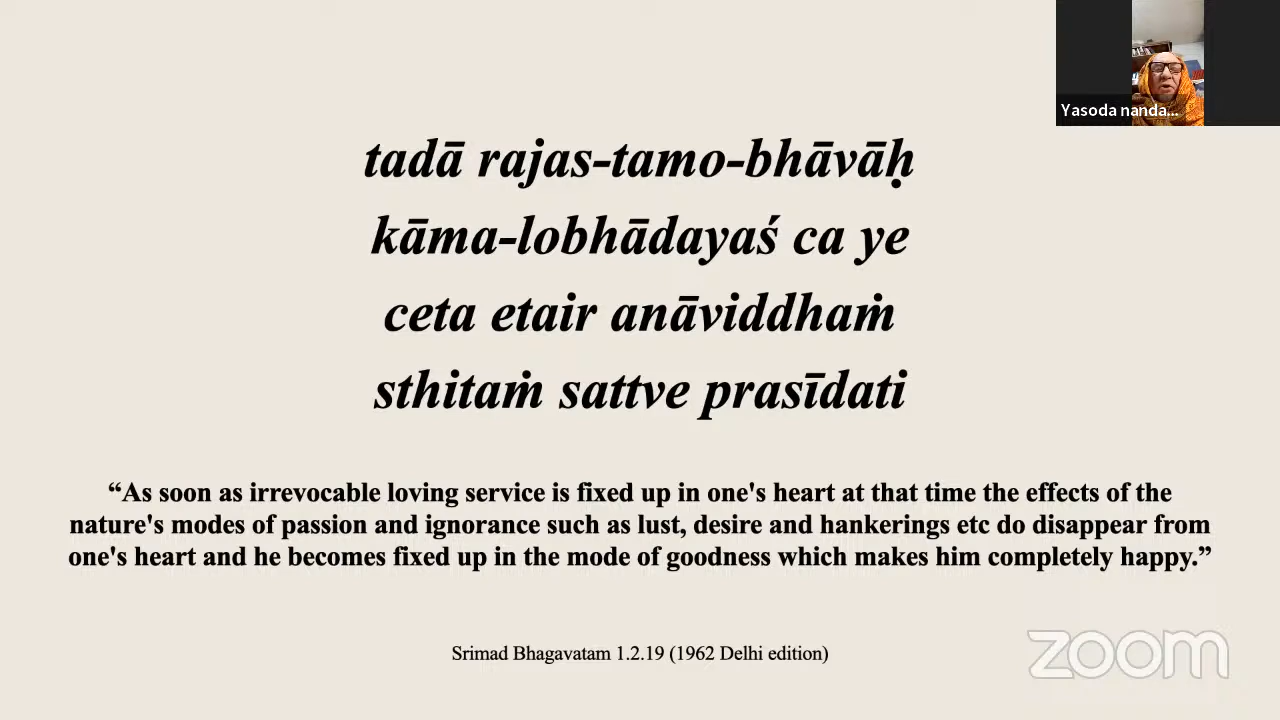 Yasoda nanda...
tadā rajas-tamo-bhāvāḥ
kāma-lobhādayaś ca ye
ceta etair anāviddhaṁ
sthitaṁ sattve prasīdati
“As soon as irrevocable loving service is fixed up in one's heart at that time the effects of the
nature's modes of passion and ignorance such as lust, desire and hankerings etc do disappear from
one's heart and he becomes fixed up in the mode of goodness which makes him completely happy.”
Srimad Bhagavatam 1.2.19 (1962 Delhi edition)
zoom